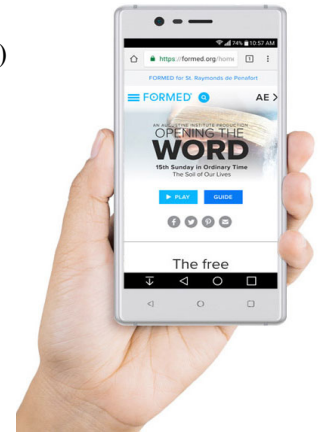 )
74% 10:57 AM
https://formed.org/home
1
FORMED for St. Raymonds de Penafort
FORMED
AE >
AN AUGUSTINE INSTITUTE PRODUCTION
OPENING THE
WORD
15th Sunday in Ordinary Time
The Soil of Our Lives
PLAY
GUIDE
The free